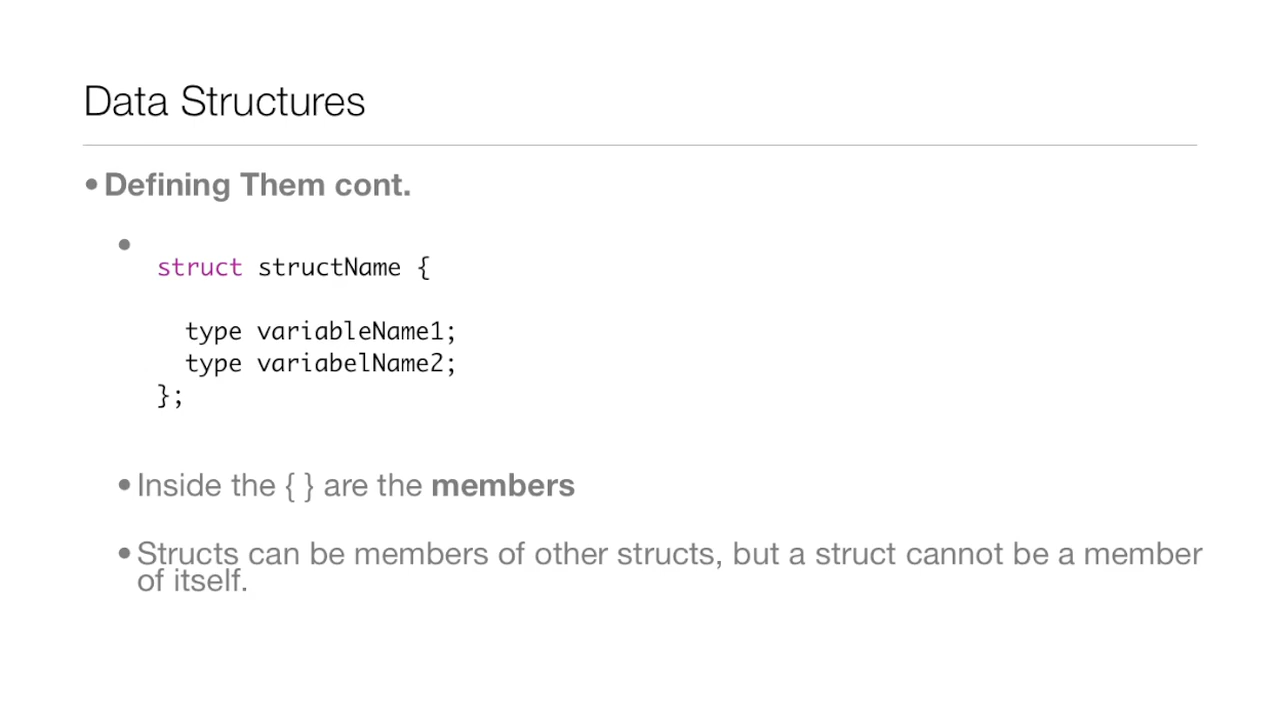 Data Structures
•Defining Them cont.
•
struct structName {
type variableName1;
type variabelName2;
};
•Inside the { } are the members
•Structs can be members of other structs, but a struct cannot be a member
of itself.